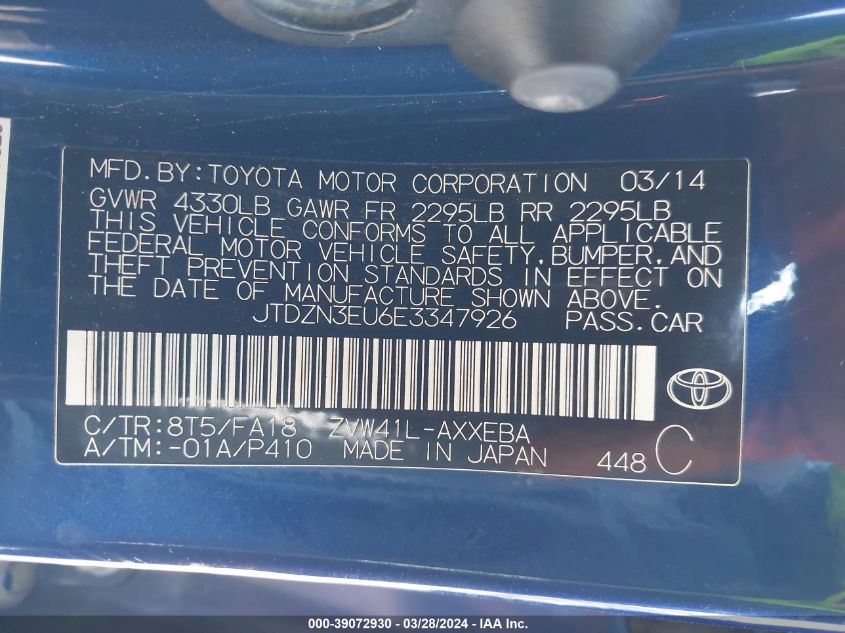 MFD.BY:TOYOTA MOTOR CORPORATION 03/14
GVWR 4330LB GAWR FR 2295LB RR 2295LB
THIS VEHICLE CONFORMS TO ALL APPLICABLE
FEDERAL MOTOR VEHICLE SAFETY,BUMPER,AND
THEFT PREVENTION STANDARDS IN EFFECT ON
THE DATE OF MANUFACTURE SHOWN ABOVE.
JTDZN3EU6E3347926 PASS.CAR
C/TR:8T5/FA18 ZVW41L-AXXEBA
A/TM:-01A/P410 MADE IN JAPAN 448 C
000-39072930 - 03/28/2024 - IAA Inc.